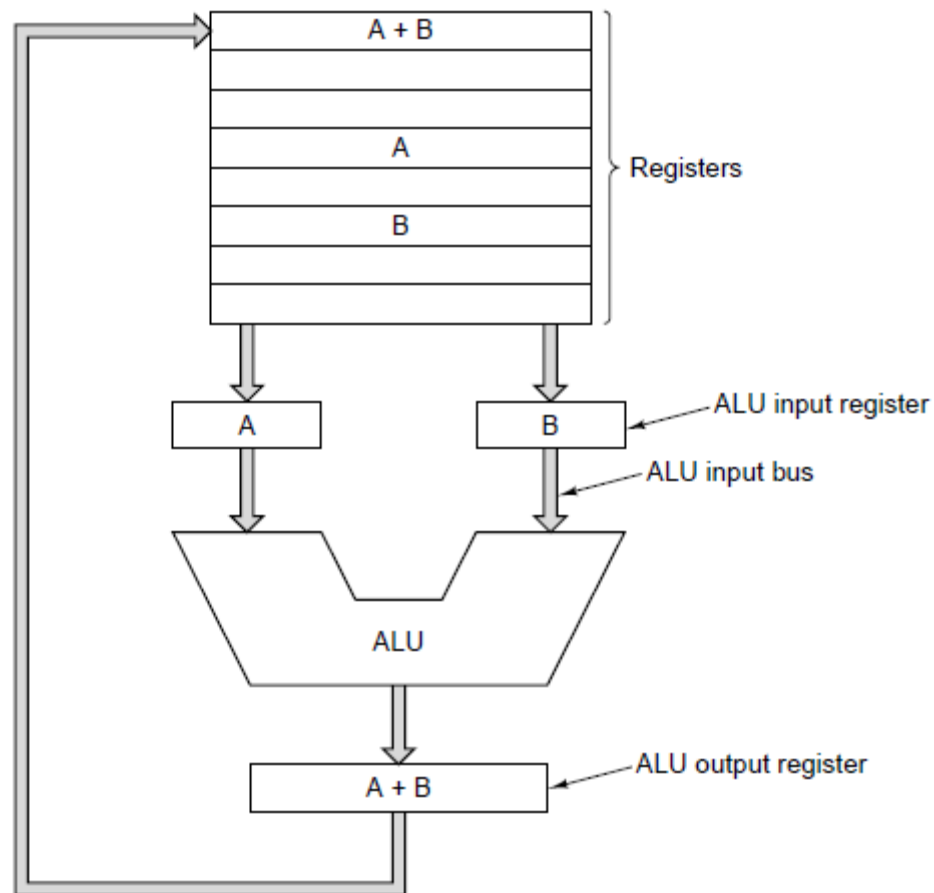 A + B
A
Registers
B
A
B
ALU input register
ALU input bus
ALU
A + B
ALU output register